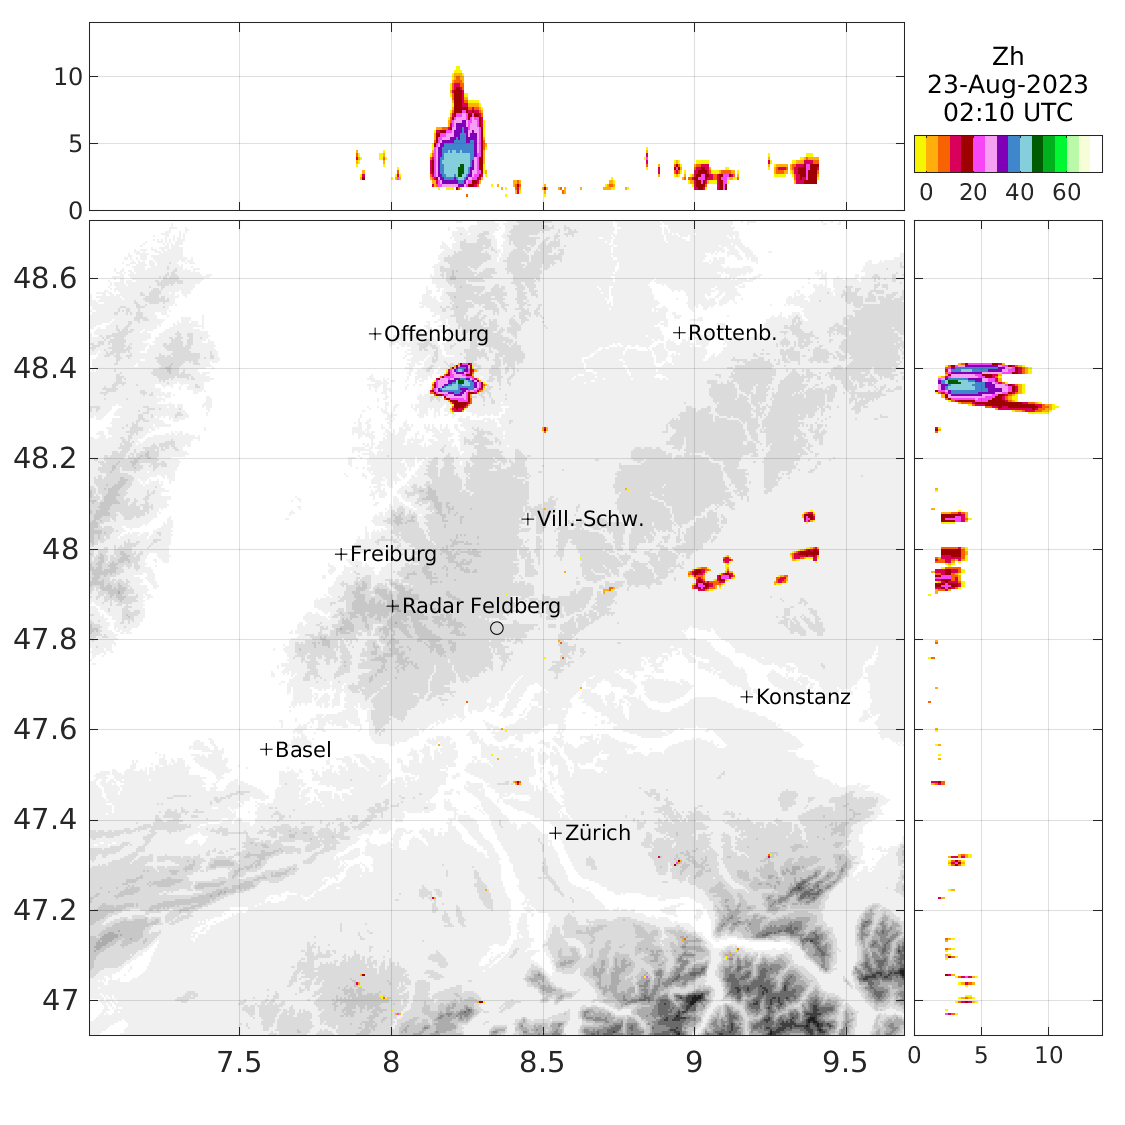 10
5
0
Zh
23-Aug-2023
02:10 UTC
0 20 40 60
48.6
48.4
48.2
48
47.8
47.6
47.4
47.2
47
Offenburg
Rottenb.
Vill.-Schw.
Freiburg
Radar Feldberg
Konstanz
Basel
Zürich
7.5 8 8.5 9 9.5
0 5 10